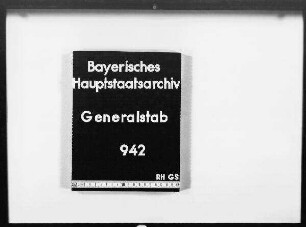 Bayerisches
Hauptstaatsarchiv
Generalstab
942
RH GS